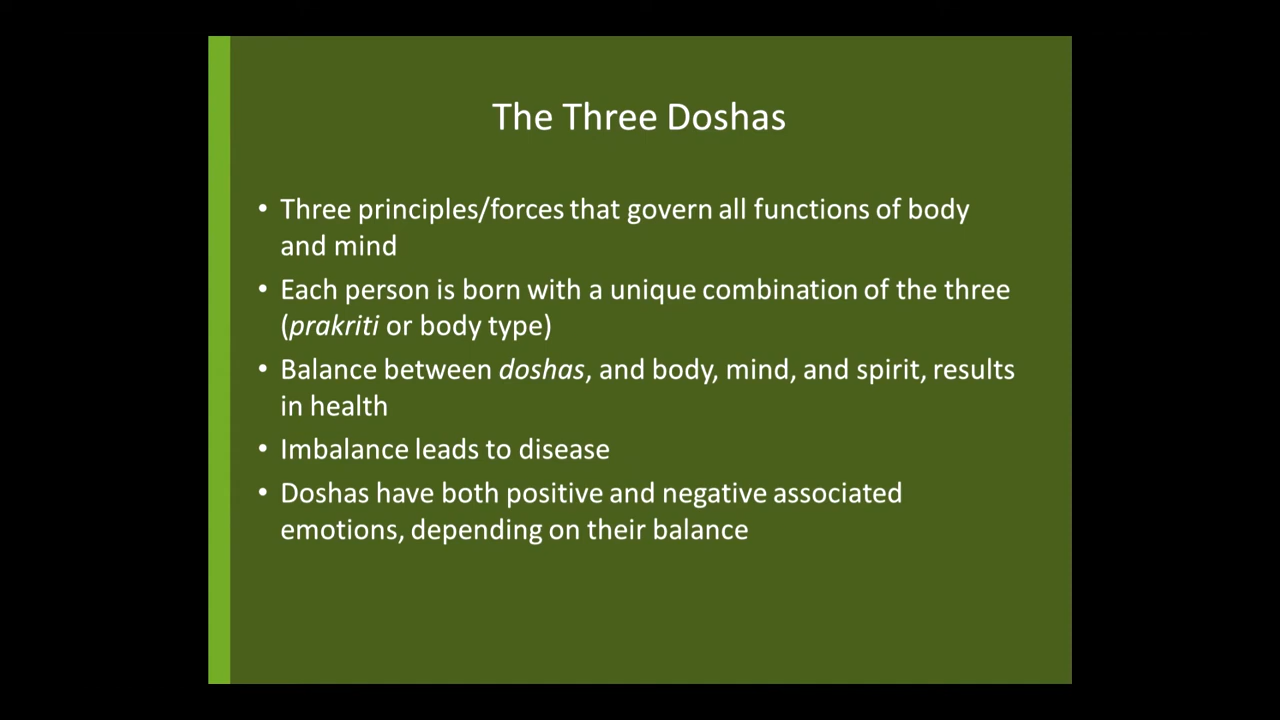 The Three Doshas
• Three principles/forces that govern all functions of body
and mind
• Each person is born with a unique combination of the three
(prakriti or body type)
• Balance between doshas, and body, mind, and spirit, results
in health
• Imbalance leads to disease
• Doshas have both positive and negative associated
emotions, depending on their balance